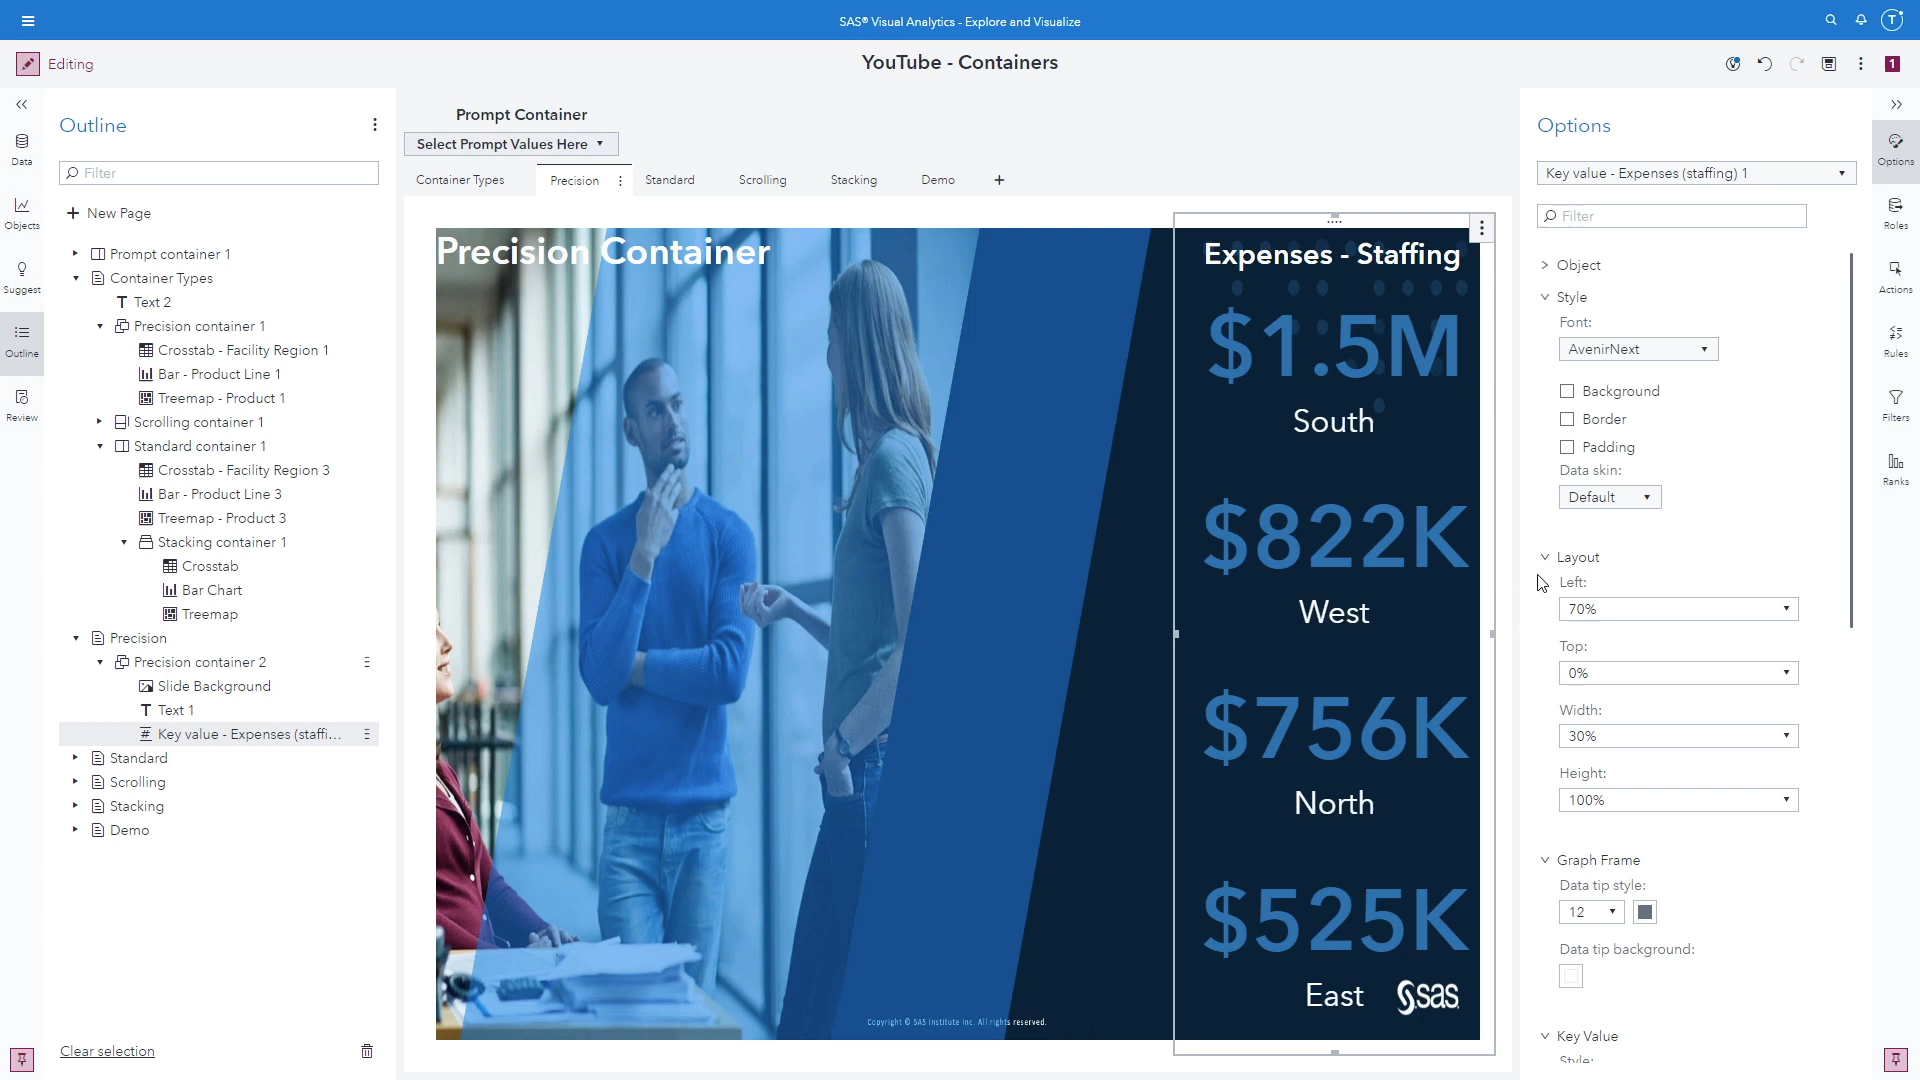 SAS® Visual Analytics - Explore and Visualize
T
Editing
YouTube - Containers
1
Data
Objects
Suggest
Outline
Review
Outline
Filter
New Page
Prompt container 1
Container Types
Text 2
Precision container 1
Crosstab - Facility Region 1
Bar - Product Line 1
Treemap - Product 1
Scrolling container 1
Standard container 1
Crosstab - Facility Region 3
Bar - Product Line 3
Treemap - Product 3
Stacking container 1
Crosstab
Bar Chart
Treemap
Precision
Precision container 2
Slide Background
Text 1
Key value - Expenses (staffi...
Standard
Scrolling
Stacking
Demo
Clear selection
Prompt Container
Select Prompt Values Here
Container Types
Precision
Standard
Scrolling
Stacking
Demo
Precision Container
Expenses - Staffing
$1.5M
South
$822K
West
$756K
North
$525K
East
sas
Copyright © SAS Institute Inc. All rights reserved.
Options
Key value - Expenses (staffing) 1
Filter
Object
Style
Font:
AvenirNext
Background
Border
Padding
Data skin:
Default
Layout
Left:
70%
Top:
0%
Width:
30%
Height:
100%
Graph Frame
Data tip style:
12
Data tip background:
Key Value
Style:
Options
Roles
Actions
Rules
Filters
Ranks